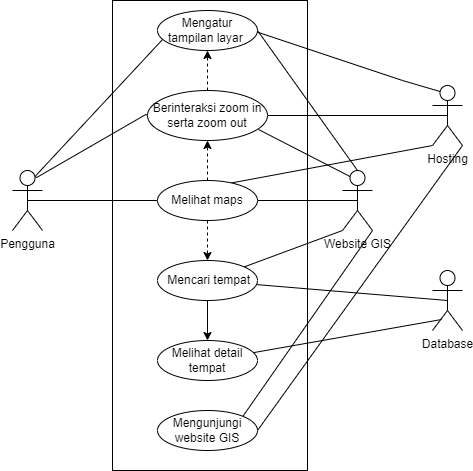 Mengatur
tampilan layar
Berinteraksi zoom in
serta zoom out
Hosting
Melihat maps
Pengguna
Website GIS
Mencari tempat
Database
Melihat detail
tempat
Mengunjungi
website GIS